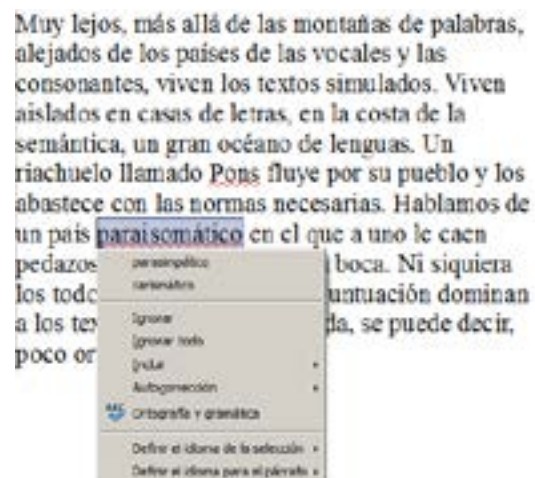 Muy lejos, más allá de las montañas de palabras,
alejados de los países de las vocales y las
consonantes, viven los textos simulados. Viven
aislados en casas de letras, en la costa de la
semántica, un gran océano de lenguas. Un
riachuelo llamado Pons fluye por su pueblo y los
abastece con las normas necesarias. Hablamos de
un país paraisomático en el que a uno le caen
pedazos boca. Ni siquiera
parasimpático
carismático
los todo untuación dominan
a los tex da, se puede decir,
Ignorar
Ignorar todo
poco or
Incluir
Autocorrección
ABC Ortografía y gramática
Definir el idioma de la selección
Definir el idioma para el párrafo